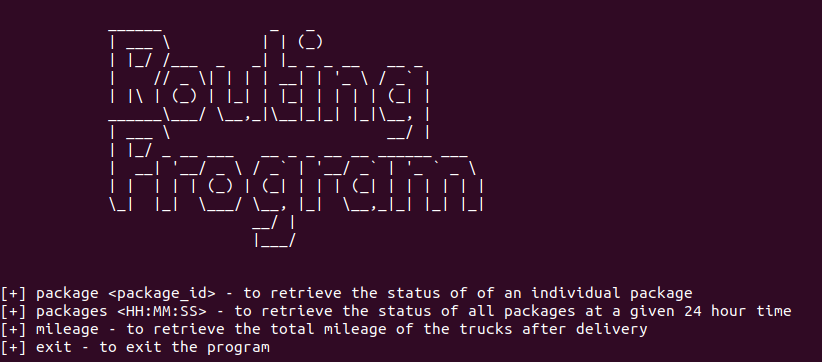 Routing
Program
[+] package <package_id> - to retrieve the status of of an individual package
[+] packages <HH:MM:SS> - to retrieve the status of all packages at a given 24 hour time
[+] mileage - to retrieve the total mileage of the trucks after delivery
[+] exit - to exit the program